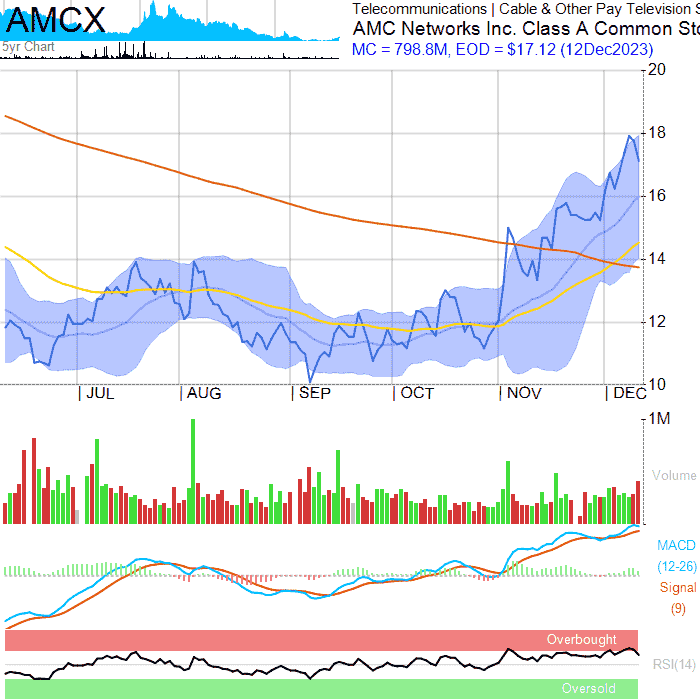 AMCX
5yr Chart
Telecommunications | Cable & Other Pay Television S
AMC Networks Inc. Class A Common Sto
MC = 798.8M, EOD = $17.12 (12Dec2023)
20
18
16
14
12
10
| JUL | AUG | SEP | OCT | NOV | DEC
1M
Volume
MACD
(12-26)
Signal
(9)
Overbought
RSI(14)
Oversold